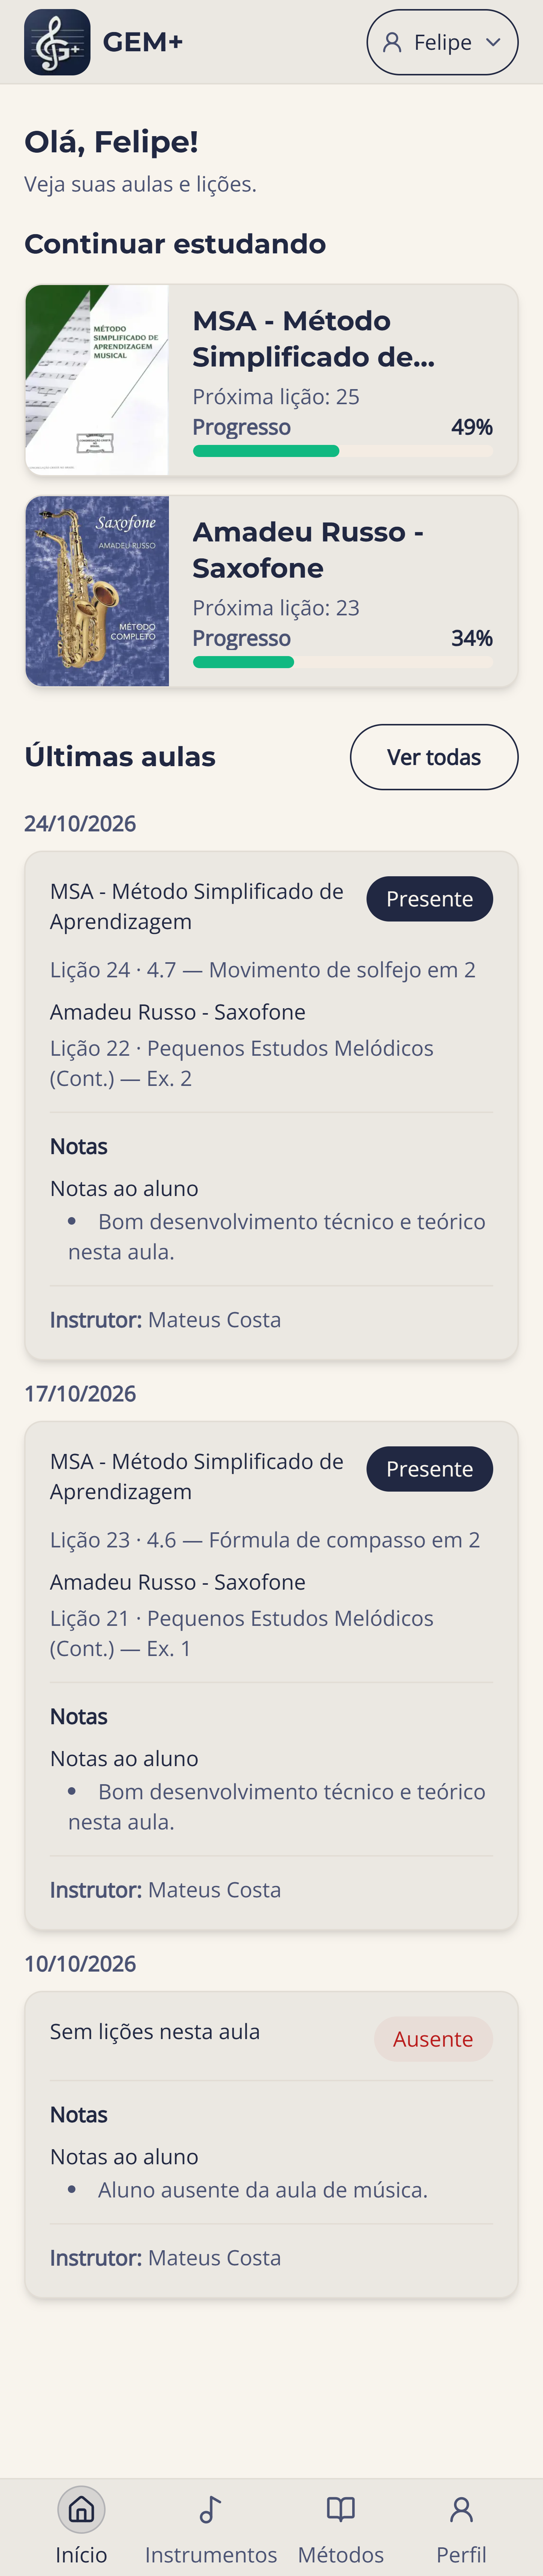 GEM+
Felipe
Olá, Felipe!
Veja suas aulas e lições.
Continuar estudando
MÉTODO
SIMPLIFICADO DE
APRENDIZAGEM
MUSICAL
MSA - Método
Simplificado de...
Próxima lição: 25
Progresso 49%
Saxofone
AMADEU RUSSO
MÉTODO
COMPLETO
Amadeu Russo -
Saxofone
Próxima lição: 23
Progresso 34%
Últimas aulas
Ver todas
24/10/2026
MSA - Método Simplificado de
Aprendizagem
Presente
Lição 24 · 4.7 — Movimento de solfejo em 2
Amadeu Russo - Saxofone
Lição 22 · Pequenos Estudos Melódicos
(Cont.) — Ex. 2
Notas
Notas ao aluno
• Bom desenvolvimento técnico e teórico
nesta aula.
Instrutor: Mateus Costa
17/10/2026
MSA - Método Simplificado de
Aprendizagem
Presente
Lição 23 · 4.6 — Fórmula de compasso em 2
Amadeu Russo - Saxofone
Lição 21 · Pequenos Estudos Melódicos
(Cont.) — Ex. 1
Notas
Notas ao aluno
• Bom desenvolvimento técnico e teórico
nesta aula.
Instrutor: Mateus Costa
10/10/2026
Sem lições nesta aula
Ausente
Notas
Notas ao aluno
• Aluno ausente da aula de música.
Instrutor: Mateus Costa
Início
Instrumentos
Métodos
Perfil